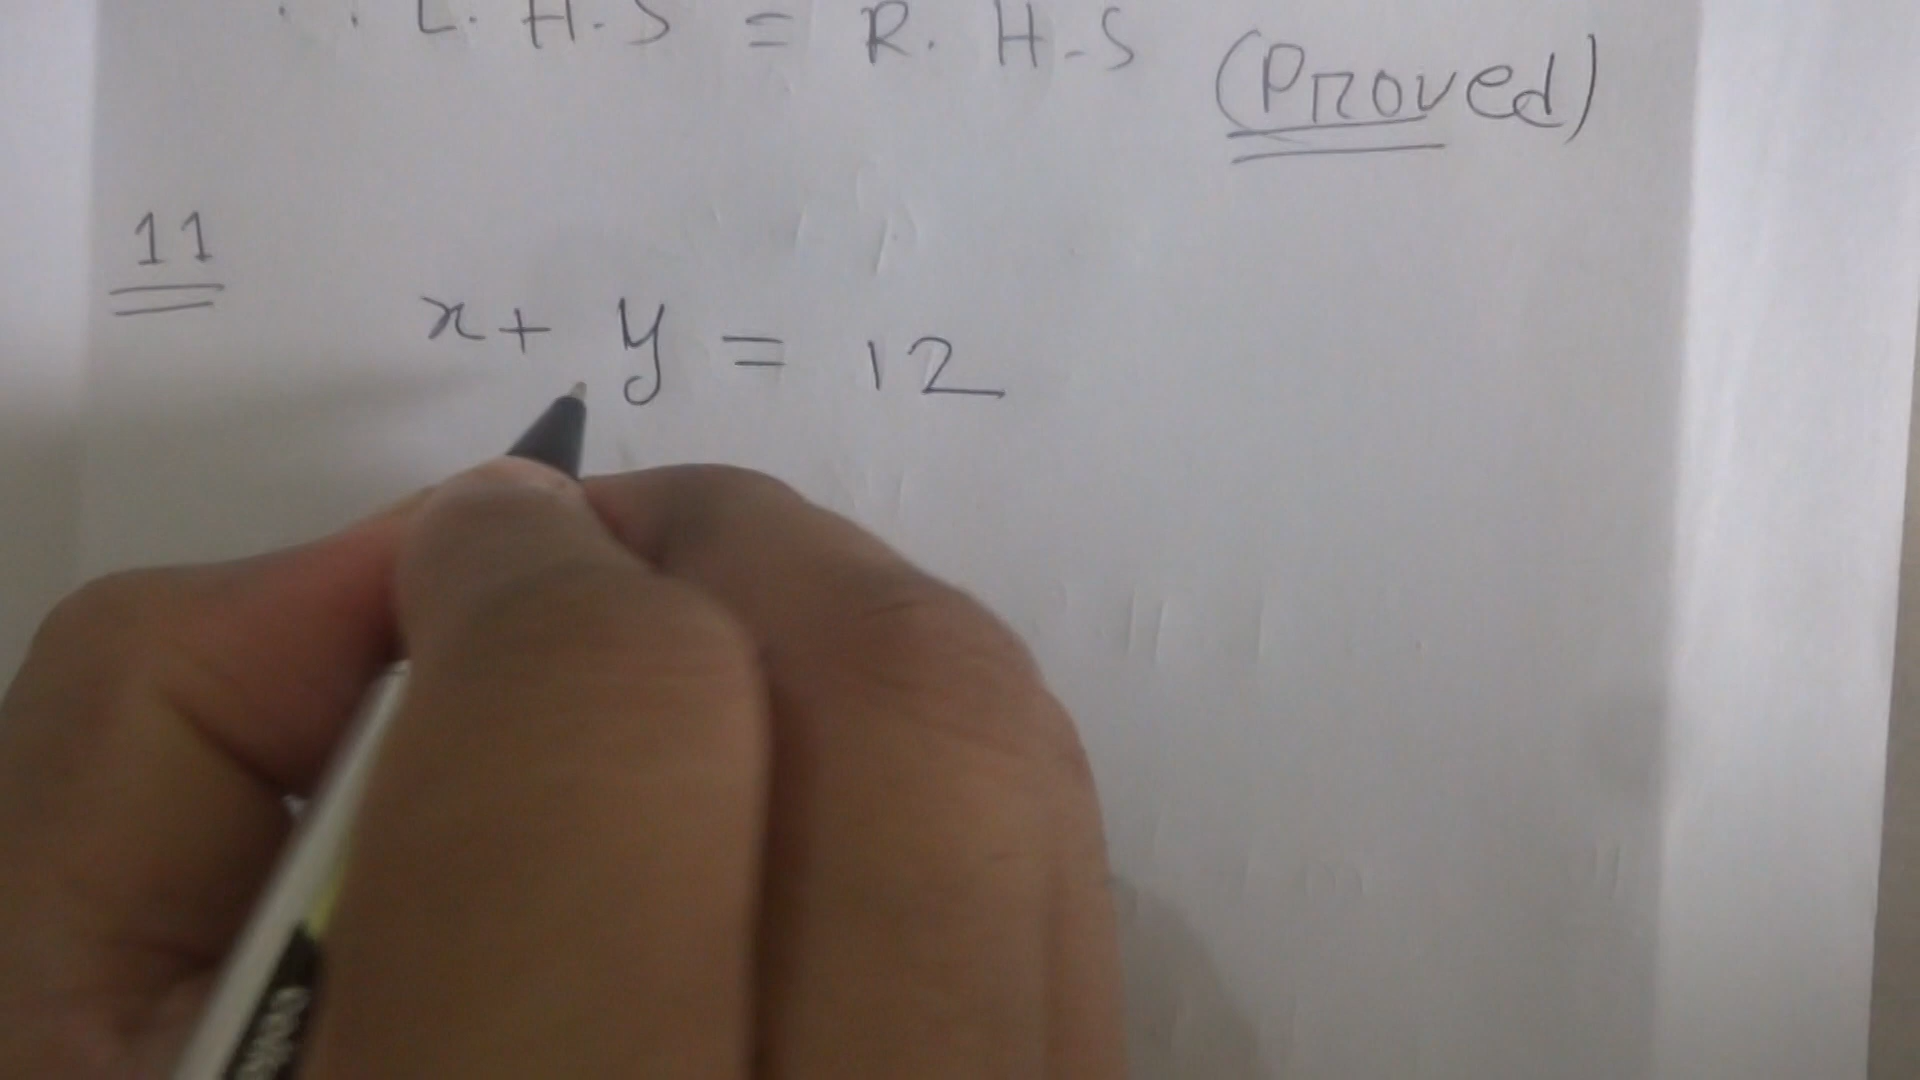 ∴ L.H.S = R.H.S (Proved)
11
x + y = 12